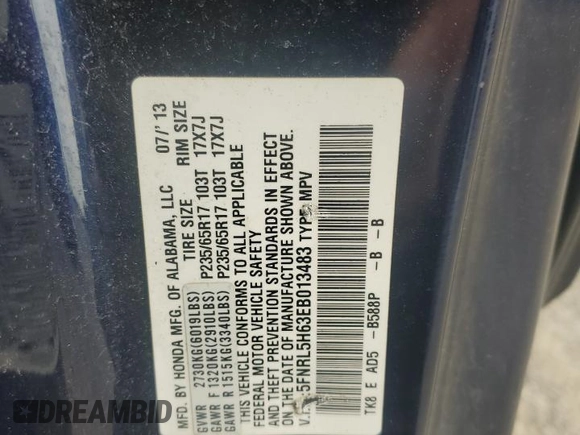 MFD. BY HONDA MFG. OF ALABAMA, LLC 07/'13
TIRE SIZE RIM SIZE
GVWR 2730KG(6019LBS)
GAWR F 1320KG(2910LBS) P235/65R17 103T 17X7J
GAWR R 1515KG(3340LBS) P235/65R17 103T 17X7J
THIS VEHICLE CONFORMS TO ALL APPLICABLE
FEDERAL MOTOR VEHICLE SAFETY
AND THEFT PREVENTION STANDARDS IN EFFECT
ON THE DATE OF MANUFACTURE SHOWN ABOVE.
V.I.N. 5FNRL5H63EB013483 TYPE: MPV
TK8 E AD5 -B588P -B -B
DREAMBID.COM